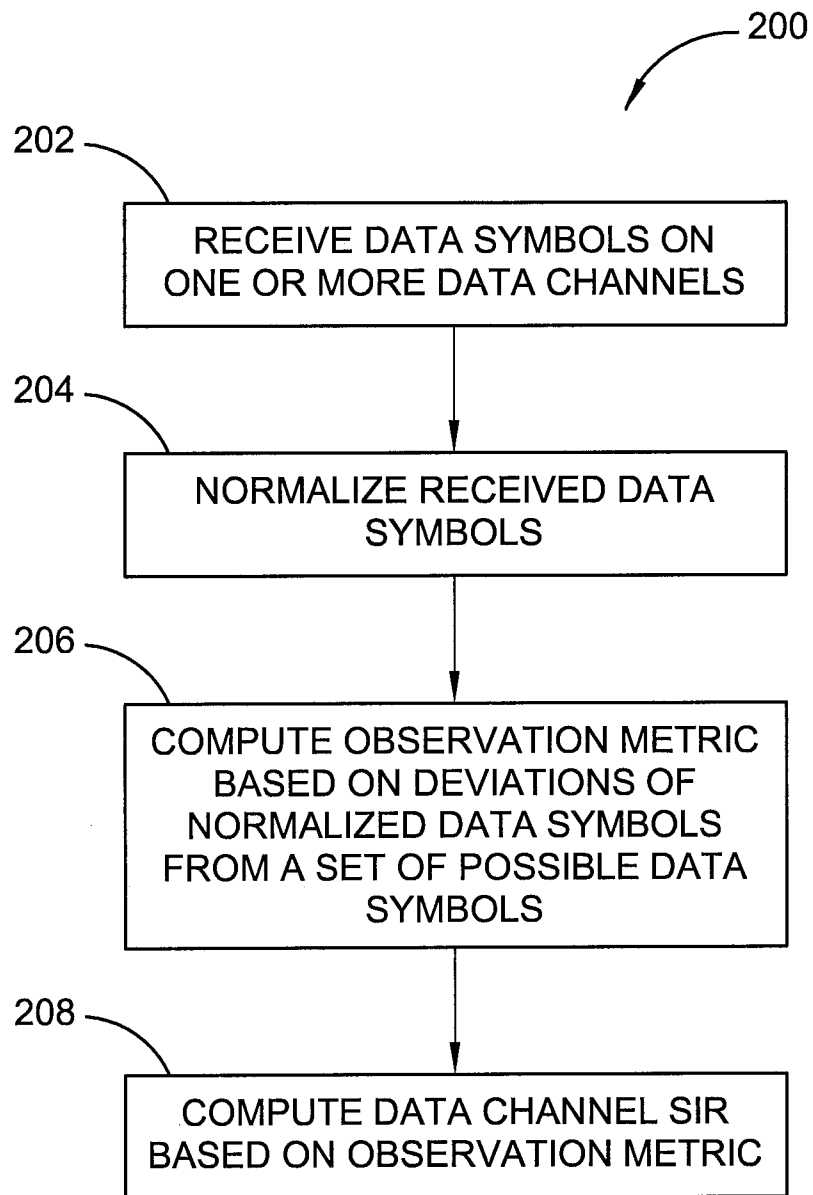 200
202
RECEIVE DATA SYMBOLS ON
ONE OR MORE DATA CHANNELS
204
NORMALIZE RECEIVED DATA
SYMBOLS
206
COMPUTE OBSERVATION METRIC
BASED ON DEVIATIONS OF
NORMALIZED DATA SYMBOLS
FROM A SET OF POSSIBLE DATA
SYMBOLS
208
COMPUTE DATA CHANNEL SIR
BASED ON OBSERVATION METRIC